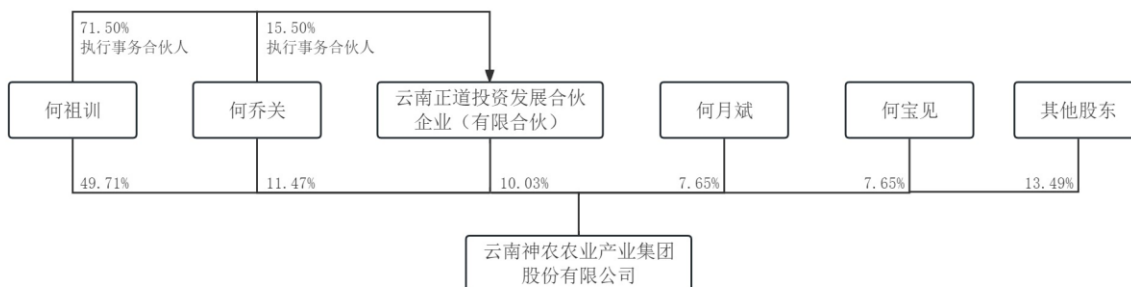 71.50%
执行事务合伙人
15.50%
执行事务合伙人
何祖训
何乔关
云南正道投资发展合伙
企业（有限合伙）
何月斌
何宝见
其他股东
49.71%
11.47%
10.03%
7.65%
7.65%
13.49%
云南神农农业产业集团
股份有限公司